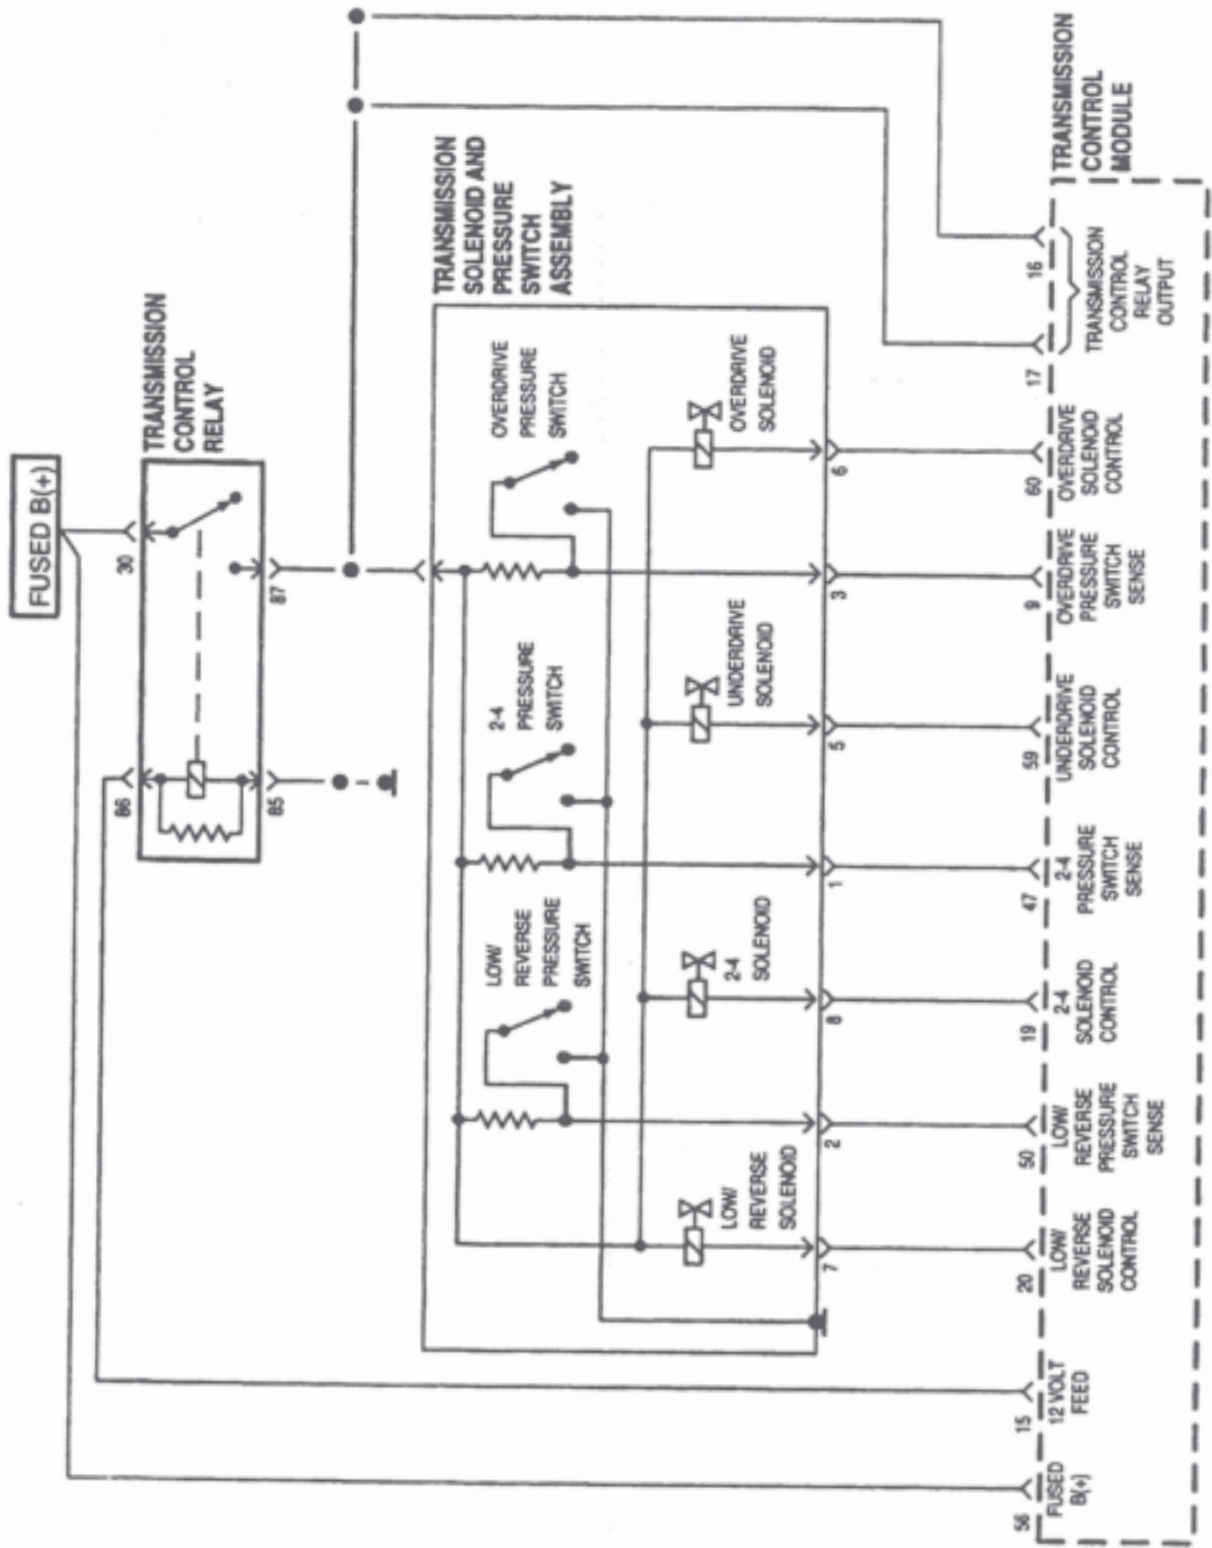 FUSED B(+)
TRANSMISSION
CONTROL
RELAY
30
86
87
85
TRANSMISSION
SOLENOID AND
PRESSURE
SWITCH
ASSEMBLY
LOW/
REVERSE
PRESSURE
SWITCH
2-4
PRESSURE
SWITCH
OVERDRIVE
PRESSURE
SWITCH
LOW/
REVERSE
SOLENOID
2-4
SOLENOID
UNDERDRIVE
SOLENOID
OVERDRIVE
SOLENOID
7
2
8
1
5
3
6
56
15
20
50
19
47
59
9
60
17
16
FUSED
B(+)
12 VOLT
FEED
LOW/
REVERSE
SOLENOID
CONTROL
LOW/
REVERSE
PRESSURE
SWITCH
SENSE
2-4
SOLENOID
CONTROL
2-4
PRESSURE
SWITCH
SENSE
UNDERDRIVE
SOLENOID
CONTROL
OVERDRIVE
PRESSURE
SWITCH
SENSE
OVERDRIVE
SOLENOID
CONTROL
TRANSMISSION
CONTROL
RELAY
OUTPUT
TRANSMISSION
CONTROL
MODULE